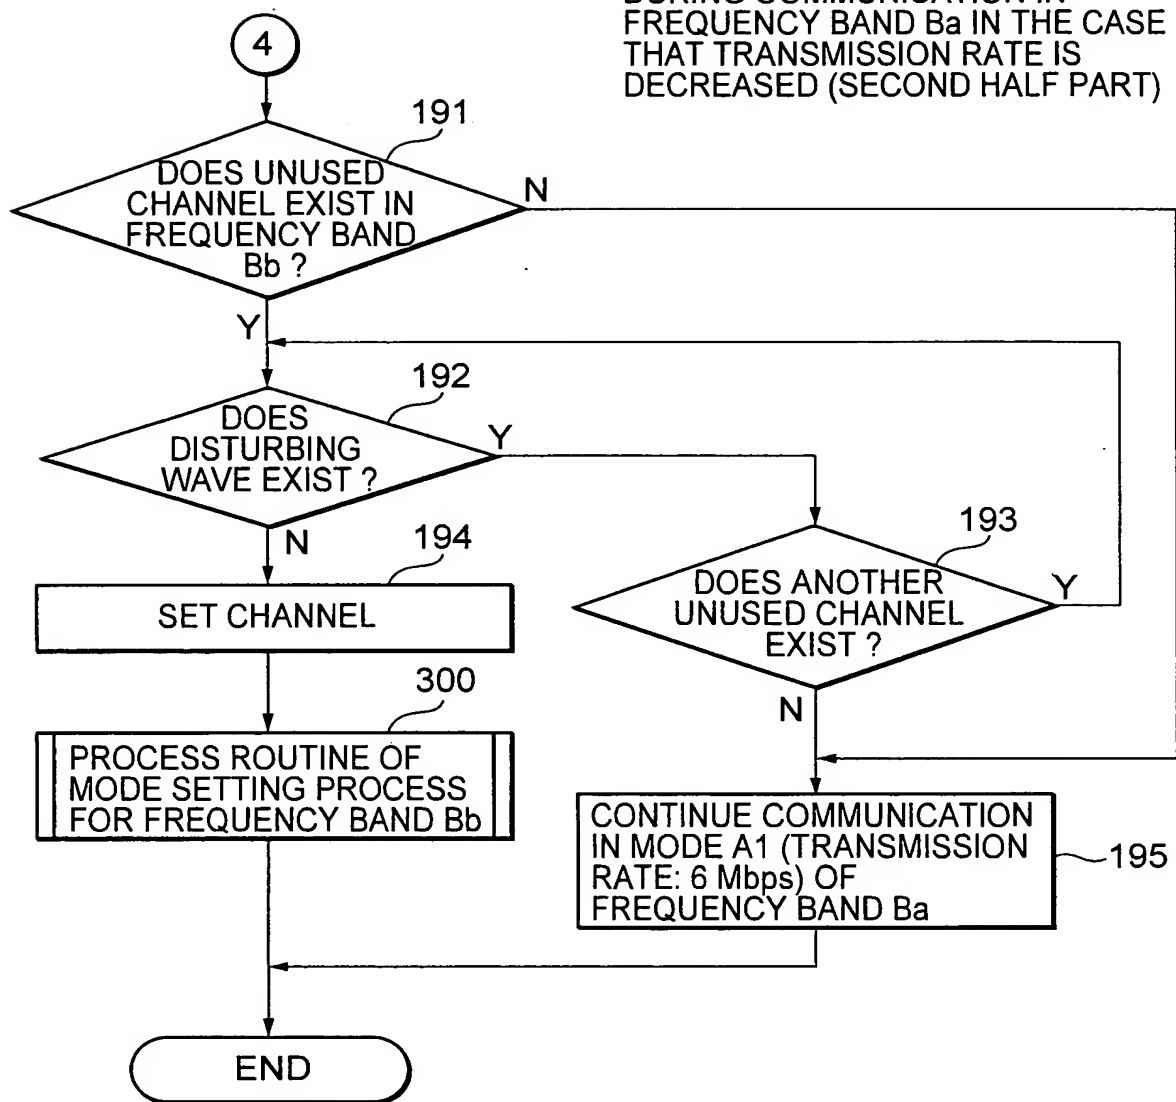 DURING COMMUNICATION IN
FREQUENCY BAND Ba IN THE CASE
THAT TRANSMISSION RATE IS
DECREASED (SECOND HALF PART)
4
191
DOES UNUSED
CHANNEL EXIST IN
FREQUENCY BAND
Bb ?
N
Y
192
DOES
DISTURBING
WAVE EXIST ?
Y
N
193
DOES ANOTHER
UNUSED CHANNEL
EXIST ?
Y
N
194
SET CHANNEL
300
PROCESS ROUTINE OF
MODE SETTING PROCESS
FOR FREQUENCY BAND Bb
CONTINUE COMMUNICATION
IN MODE A1 (TRANSMISSION
RATE: 6 Mbps) OF
FREQUENCY BAND Ba
195
END